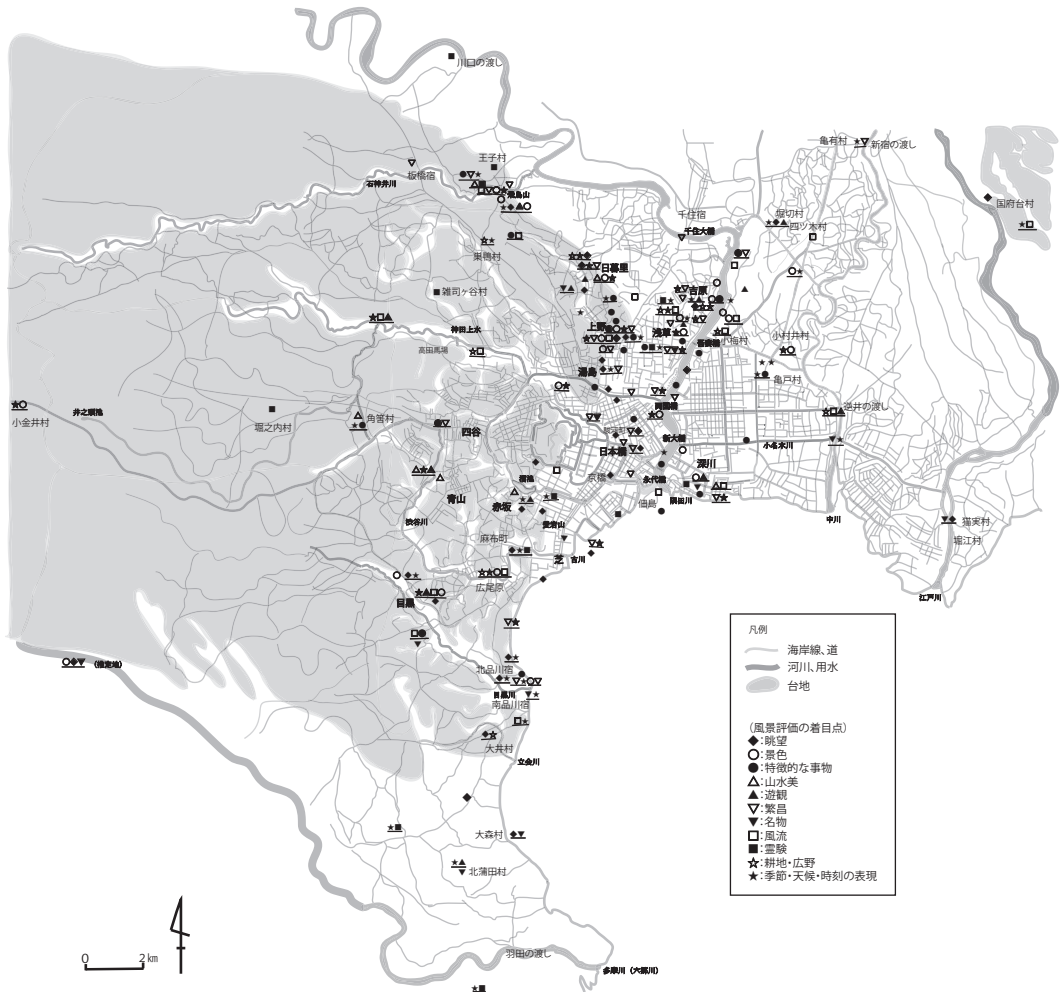 川口の渡し
王子村
板橋宿
石神井川
飛鳥山
亀有村
新宿の渡し
国府台村
千住宿
千住大橋
堀切村
四ツ木村
巣鴨村
日暮里
雑司ヶ谷村
吉原
神田上水
高田馬場
上野
浅草
吾妻橋
小梅村
小村井村
湯島
亀戸村
小金井村
井之頭池
堀之内村
角筈村
四谷
両国橋
逆井の渡し
新大橋
小名木川
日本橋
溜池
京橋
永代橋
深川
隅田川
佃島
青山
赤坂
愛宕山
渋谷川
麻布町
芝
古川
中川
猫実村
堀江村
江戸川
広尾原
目黒
(推定地)
北品川宿
目黒川
南品川宿
大井村
立会川
大森村
北蒲田村
羽田の渡し
多摩川(六郷川)
凡例
海岸線、道
河川、用水
台地
(風景評価の着目点)
◆:眺望
○:景色
●:特徴的な事物
△:山水美
▲:遊観
▽:繁昌
▼:名物
□:風流
■:霊験
☆:耕地・広野
★:季節・天候・時刻の表現
0 2㎞